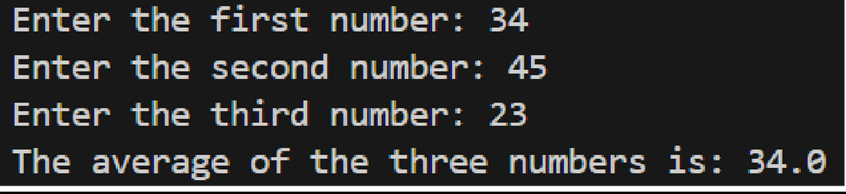 Enter the first number: 34
Enter the second number: 45
Enter the third number: 23
The average of the three numbers is: 34.0